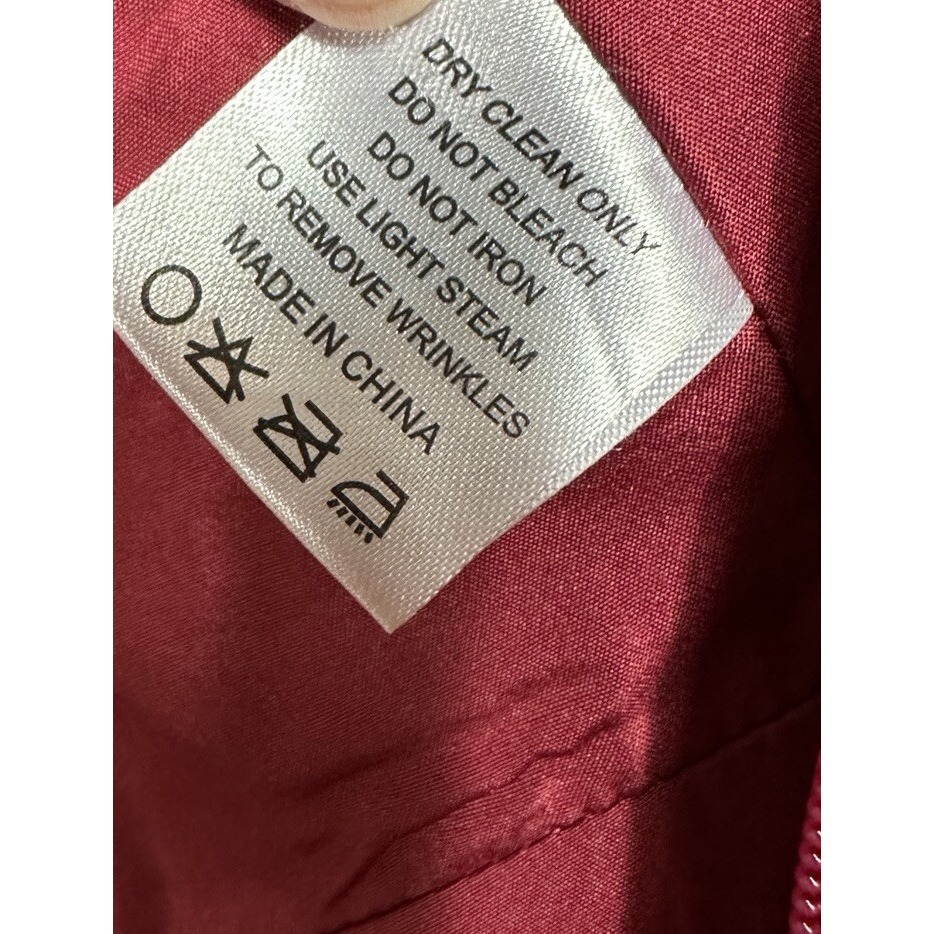 DRY CLEAN ONLY
DO NOT BLEACH
DO NOT IRON
USE LIGHT STEAM
TO REMOVE WRINKLES
MADE IN CHINA